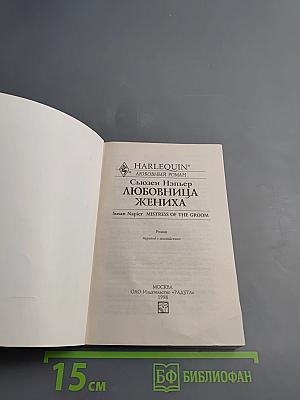 HARLEQUIN®
ЛЮБОВНЫЙ РОМАН
Сьюзен Нэпьер
ЛЮБОВНИЦА
ЖЕНИХА
Susan Napier MISTRESS OF THE GROOM
Роман
Перевод с английского
МОСКВА
ОАО Издательство «РАДУГА»
1998
15 см
БФ БИБЛИОФАН